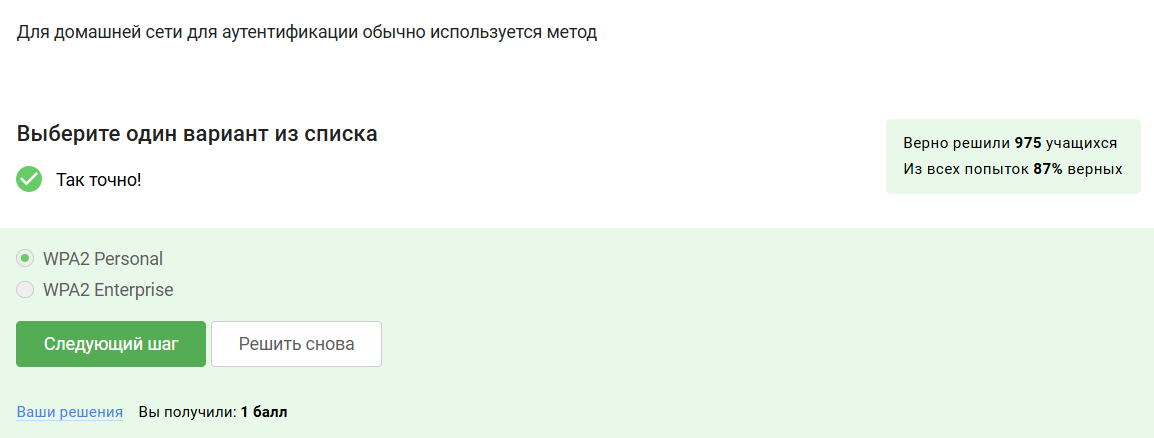 Для домашней сети для аутентификации обычно используется метод
Выберите один вариант из списка
Так точно!
Верно решили 975 учащихся
Из всех попыток 87% верных
WPA2 Personal
WPA2 Enterprise
Следующий шаг
Решить снова
Ваши решения Вы получили: 1 балл